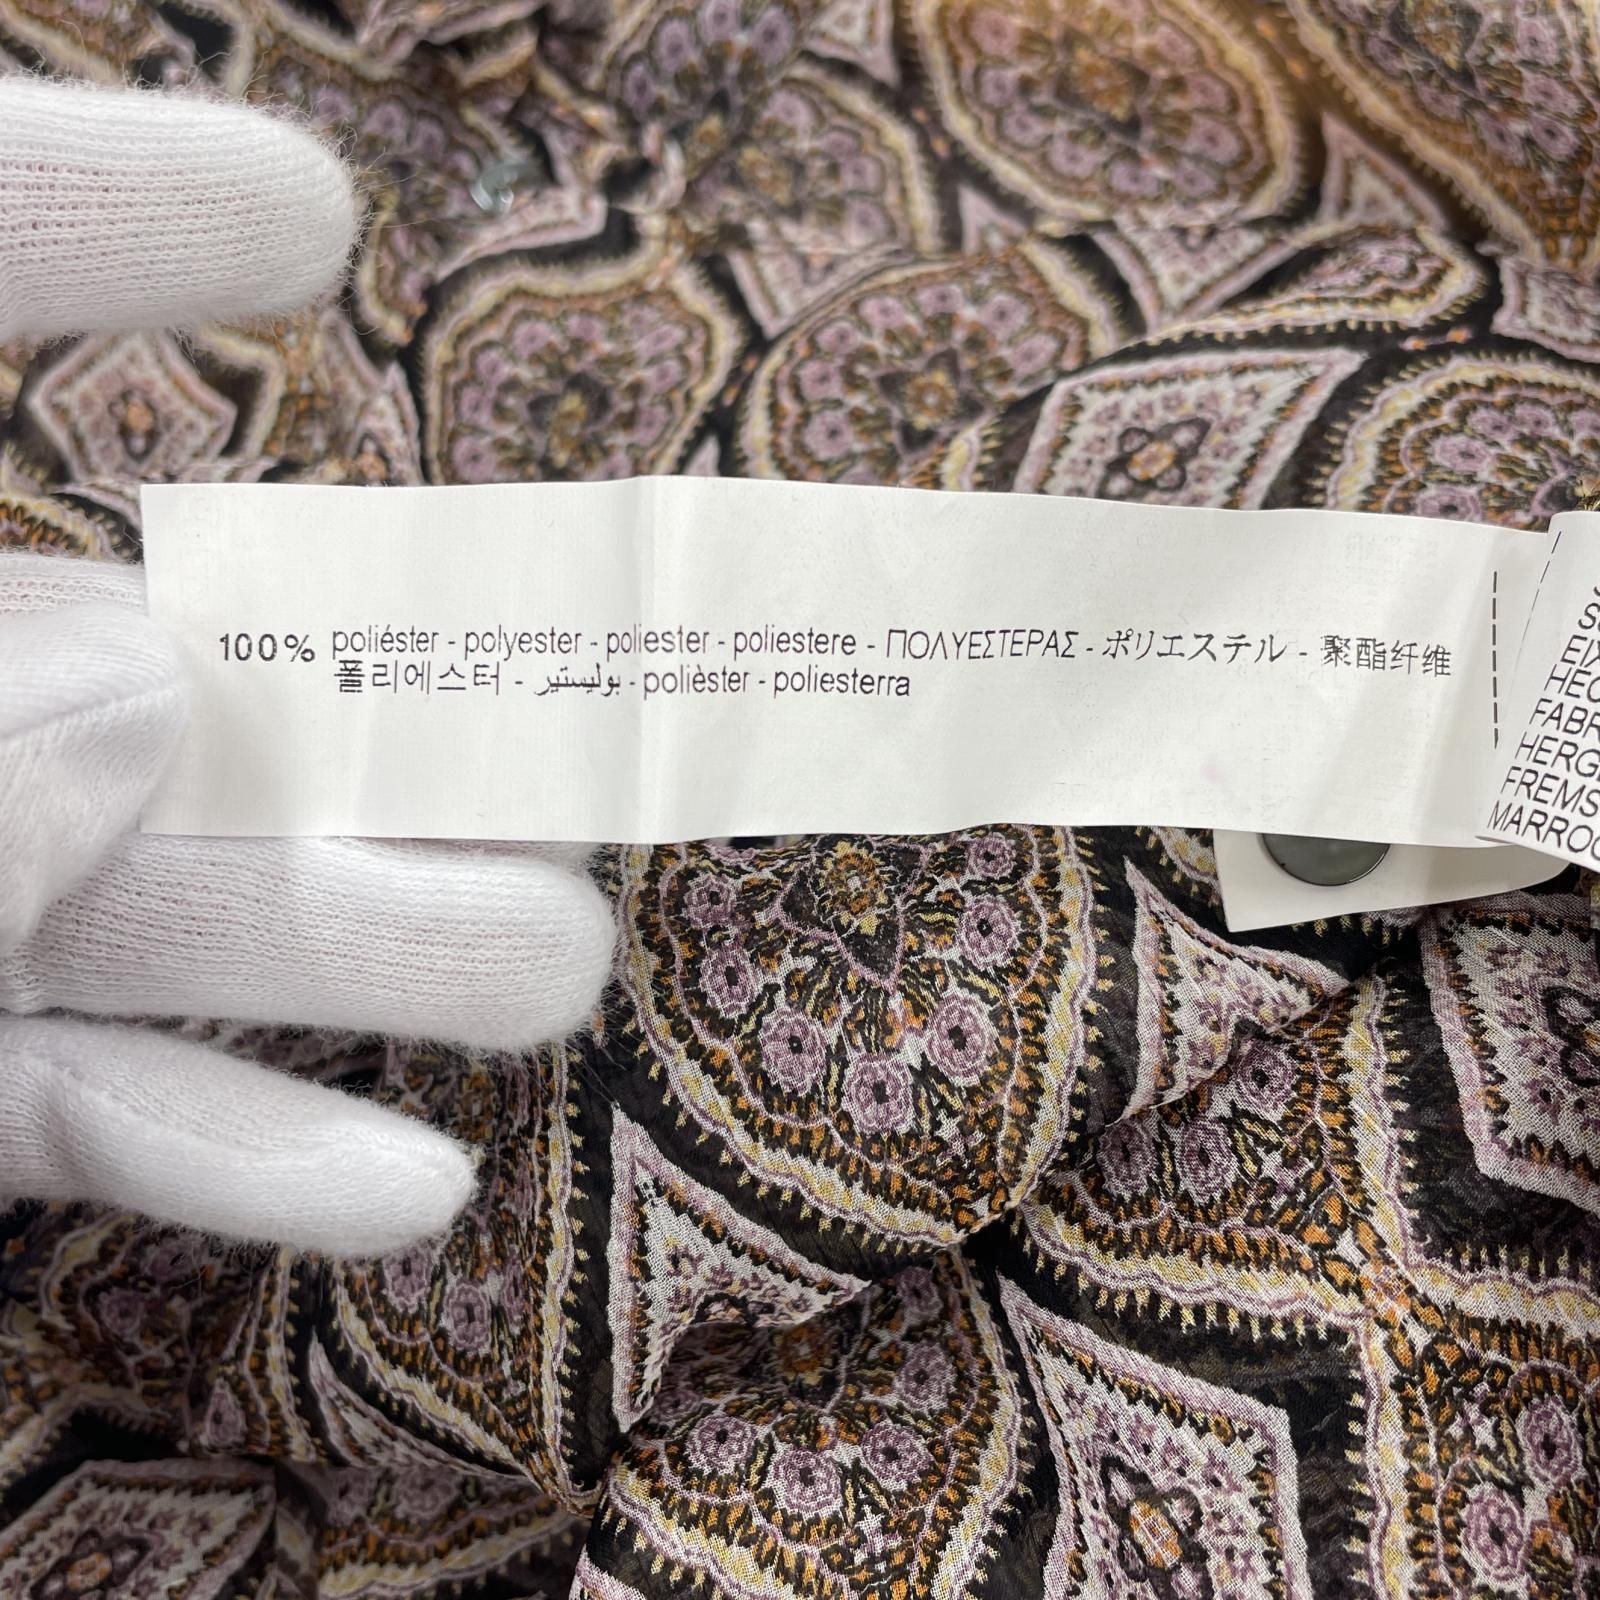 100% poliéster - polyester - poliester - poliestere - ΠΟΛΥΕΣΤΕΡΑΣ - ポリエステル - 聚酯纤维
폴리에스터 - بوليستير - polièster - poliesterra